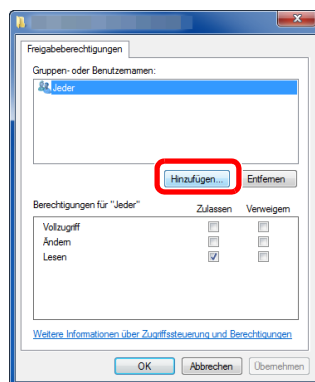 Freigabeberechtigungen
Gruppen- oder Benutzernamen:
Jeder
Hinzufügen... Entfernen
Berechtigungen für "Jeder" Zulassen Verweigern
Vollzugriff
Ändern
Lesen
Weitere Informationen über Zugriffssteuerung und Berechtigungen
OK Abbrechen Übernehmen